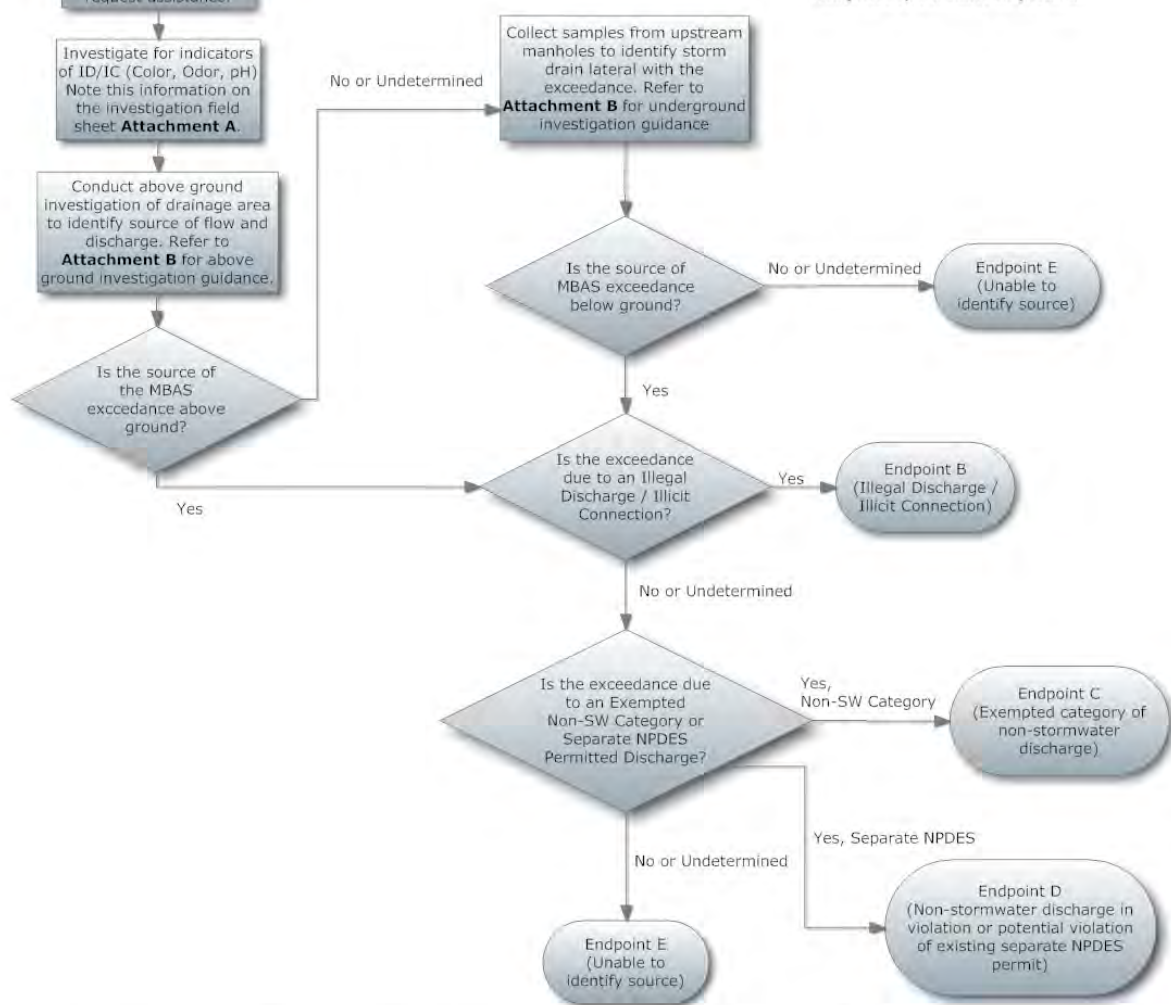 request assistance.
Investigate for indicators
of ID/IC (Color, Odor, pH)
Note this information on
the investigation field
sheet Attachment A.
Conduct above ground
investigation of drainage area
to identify source of flow and
discharge. Refer to
Attachment B for above
ground investigation guidance.
Is the source of
the MBAS
exccedance above
ground?
No or Undetermined
Yes
Collect samples from upstream
manholes to identify storm
drain lateral with the
exceedance. Refer to
Attachment B for underground
investigation guidance
Is the source of
MBAS exceedance
below ground?
No or Undetermined
Endpoint E
(Unable to
identify source)
Yes
Is the exceedance
due to an Illegal
Discharge / Illicit
Connection?
Yes
Endpoint B
(Illegal Discharge /
Illicit Connection)
No or Undetermined
Is the exceedance due
to an Exempted
Non-SW Category or
Separate NPDES
Permitted Discharge?
Yes,
Non-SW Category
Endpoint C
(Exempted category of
non-stormwater
discharge)
Yes, Separate NPDES
Endpoint D
(Non-stormwater discharge in
violation or potential violation
of existing separate NPDES
permit)
No or Undetermined
Endpoint E
(Unable to
identify source)